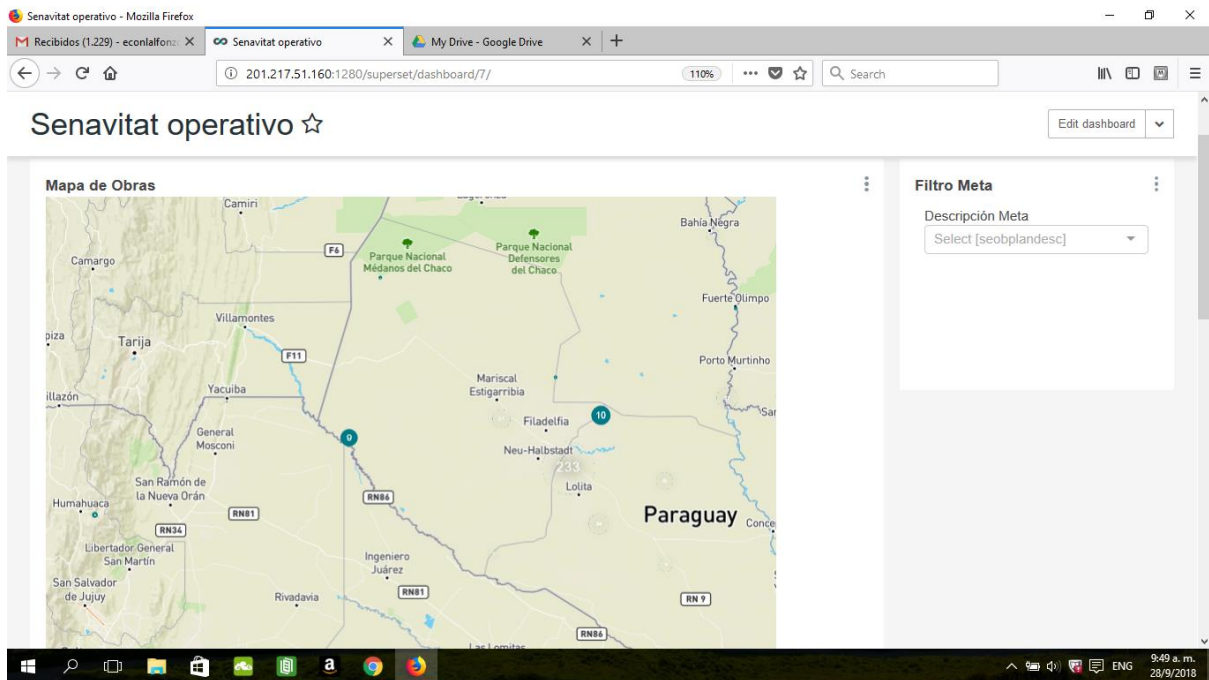 Senavitat operativo - Mozilla Firefox
Recibidos (1.229) - econlalfonz
Senavitat operativo
My Drive - Google Drive
201.217.51.160:1280/superset/dashboard/7/
110%
Search
Senavitat operativo
Edit dashboard
Mapa de Obras
Filtro Meta
Descripción Meta
Select [seobplandesc]
Camiri
Bahía Negra
F6
Parque Nacional
Médanos del Chaco
Parque Nacional
Defensores
del Chaco
Camargo
Fuerte Olimpo
Villamontes
piza
Tarija
F11
Porto Murtinho
Mariscal
Estigarribia
Yacuiba
illazón
10
Filadelfia
General
Mosconi
9
Neu-Halbstadt
233
San Ramón de
la Nueva Orán
Lolita
RN86
Humahuaca
RN81
Paraguay
Conce
RN34
Libertador General
San Martín
Ingeniero
Juárez
San Salvador
de Jujuy
Rivadavia
RN81
RN 9
RN86
Las Lomitas
ENG
9:49 a. m.
28/9/2018